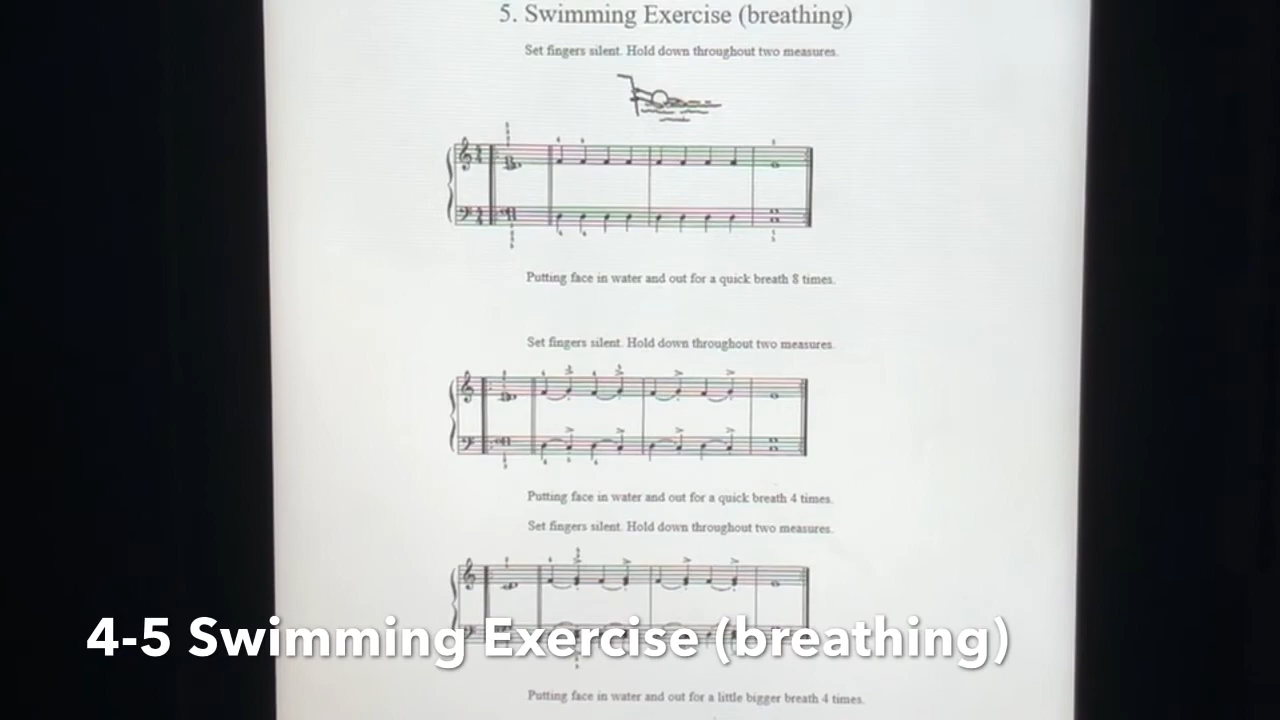 5. Swimming Exercise (breathing)
Set fingers silent. Hold down throughout two measures.
Putting face in water and out for a quick breath 8 times.
Set fingers silent. Hold down throughout two measures.
Putting face in water and out for a quick breath 4 times.
Set fingers silent. Hold down throughout two measures.
4-5 Swimming Exercise (breathing)
Putting face in water and out for a little bigger breath 4 times.